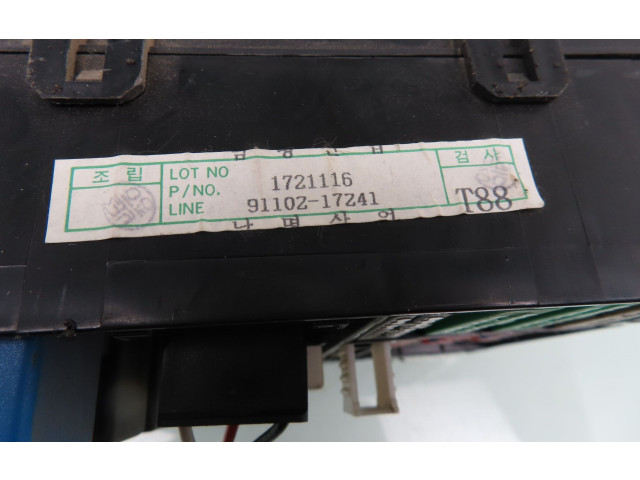 조 립
LOT NO 1721116
P/NO. 91102-17241
LINE
검 사
T88